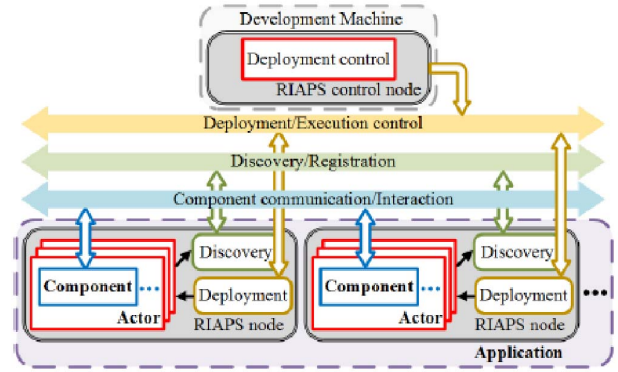 Development Machine
Deployment control
RIAPS control node
Deployment/Execution control
Discovery/Registration
Component communication/Interaction
Discovery
Component ...
Deployment
Actor
RIAPS node
Discovery
Component ...
Deployment
...
Actor
RIAPS node
Application